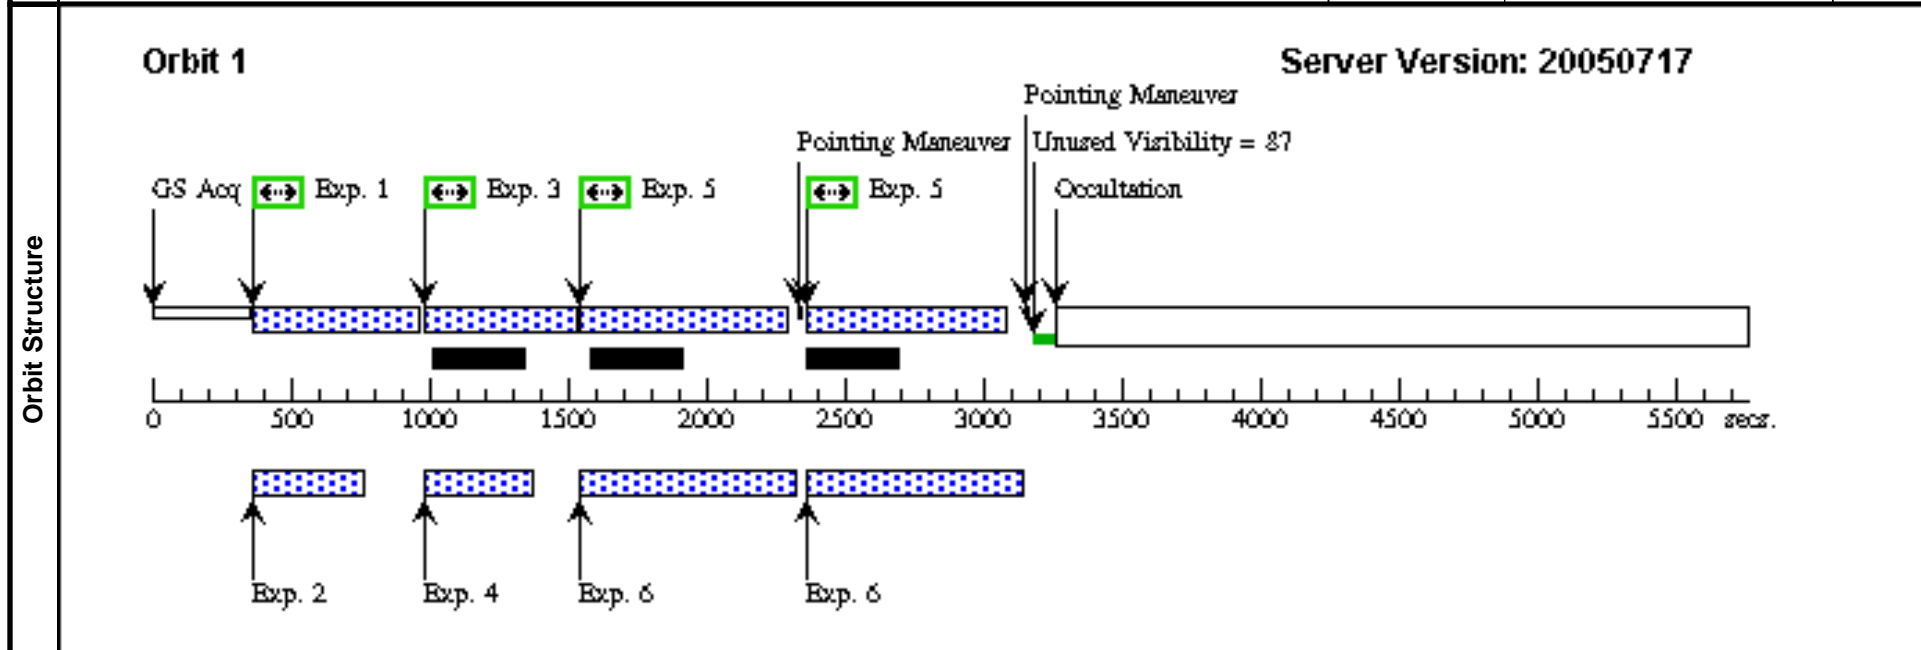 Orbit Structure
Orbit 1
Server Version: 20050717
Pointing Maneuver
Pointing Maneuver
Unused Visibility = 87
GS Acq
Exp. 1
Exp. 3
Exp. 5
Exp. 5
Occultation
0 500 1000 1500 2000 2500 3000 3500 4000 4500 5000 5500 secs.
Exp. 2
Exp. 4
Exp. 6
Exp. 6